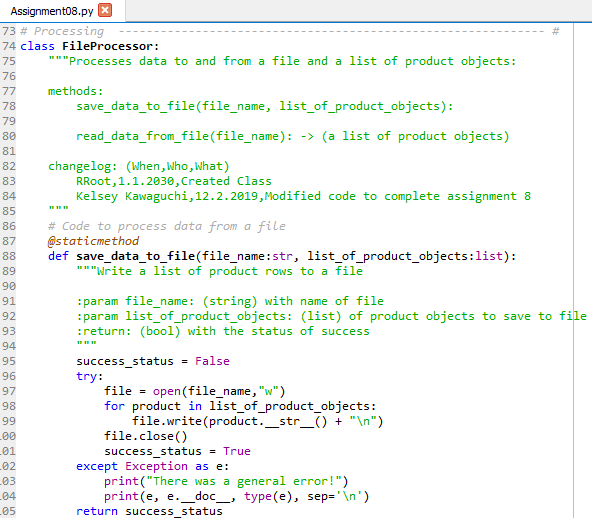 Assignment08.py
73 # Processing ------------------------------------------------------------- #
74 class FileProcessor:
75     """Processes data to and from a file and a list of product objects:
76
77     methods:
78         save_data_to_file(file_name, list_of_product_objects):
79
80         read_data_from_file(file_name): -> (a list of product objects)
81
82     changelog: (When,Who,What)
83         RRoot,1.1.2030,Created Class
84         Kelsey Kawaguchi,12.2.2019,Modified code to complete assignment 8
85     """
86     # Code to process data from a file
87     @staticmethod
88     def save_data_to_file(file_name:str, list_of_product_objects:list):
89         """Write a list of product rows to a file
90
91         :param file_name: (string) with name of file
92         :param list_of_product_objects: (list) of product objects to save to file
93         :return: (bool) with the status of success
94         """
95         success_status = False
96         try:
97             file = open(file_name,"w")
98             for product in list_of_product_objects:
99                 file.write(product.__str__() + "\n")
100             file.close()
101             success_status = True
102         except Exception as e:
103             print("There was a general error!")
104             print(e, e.__doc__, type(e), sep='\n')
105         return success_status